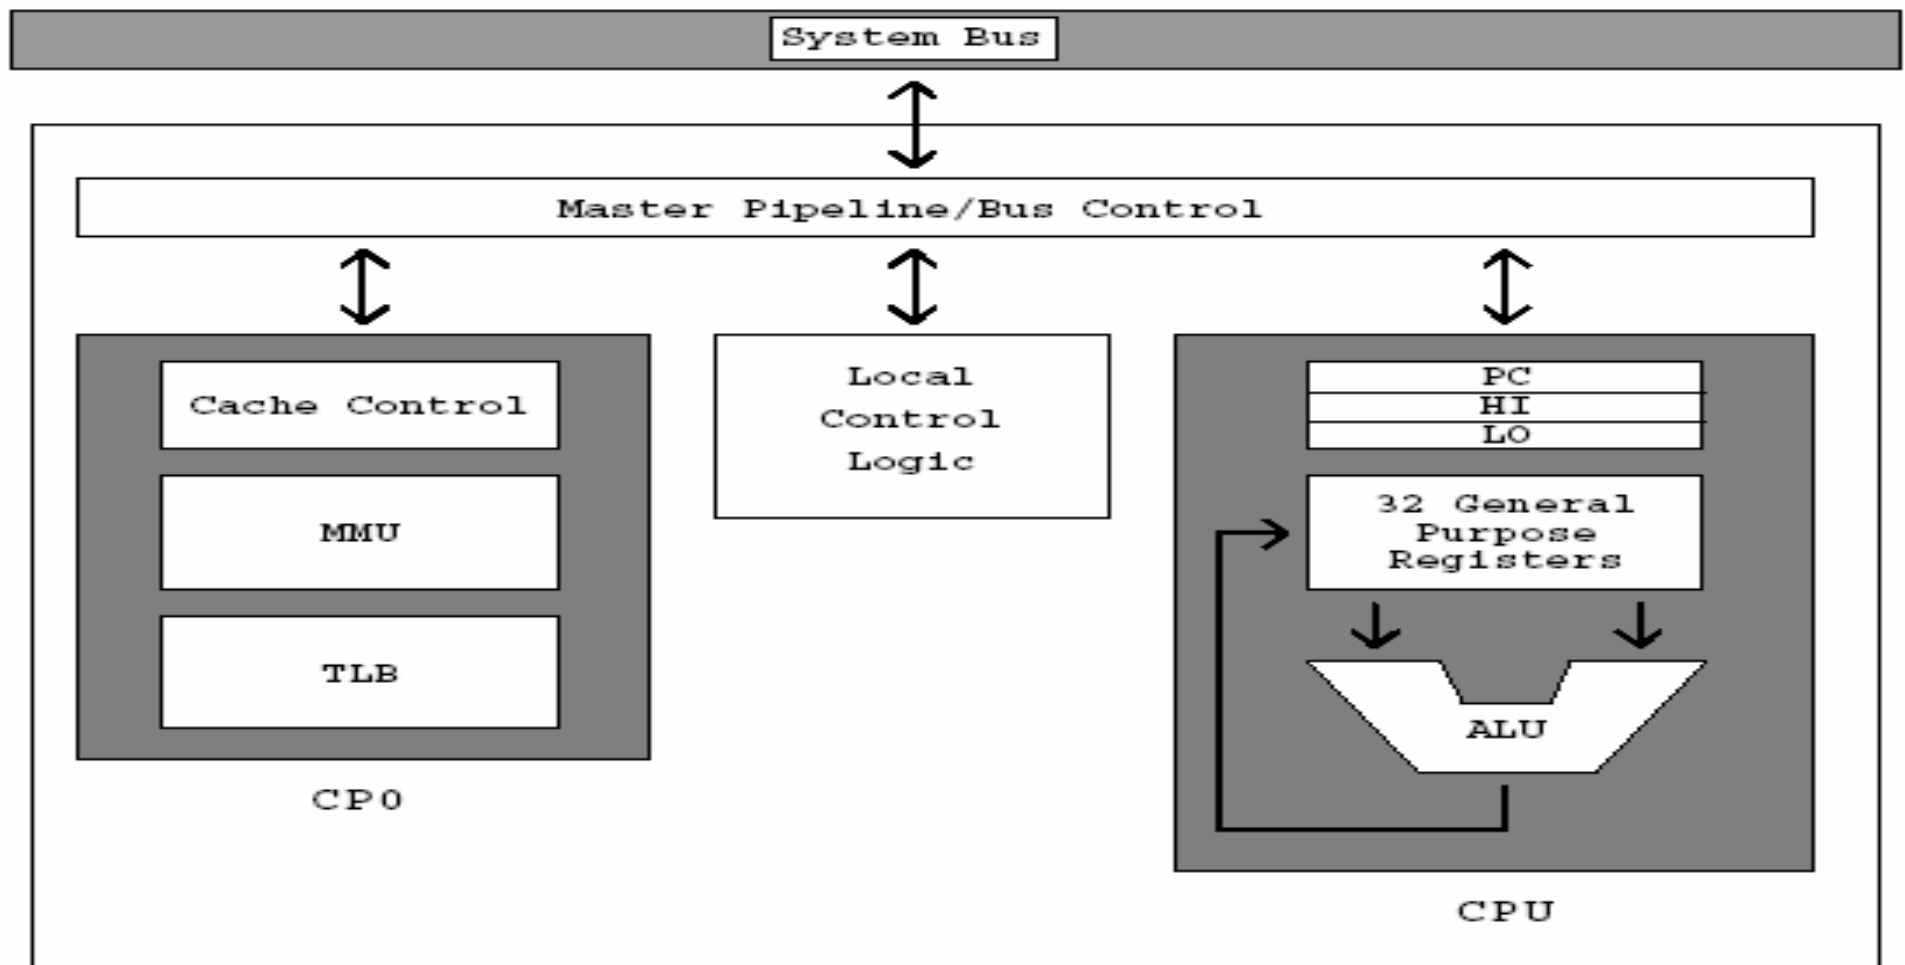 System Bus
Master Pipeline/Bus Control
Cache Control
MMU
TLB
CP0
Local
Control
Logic
PC
HI
LO
32 General
Purpose
Registers
ALU
CPU